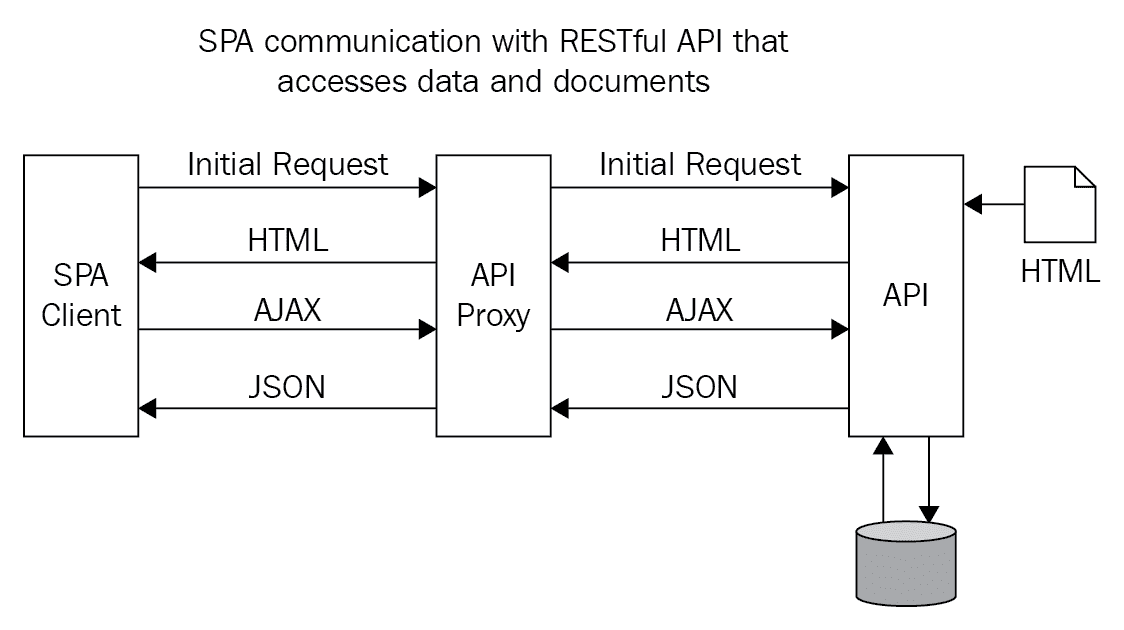 SPA communication with RESTful API that
accesses data and documents
Initial Request
Initial Request
HTML
HTML
HTML
SPA
Client
API
Proxy
API
AJAX
AJAX
JSON
JSON